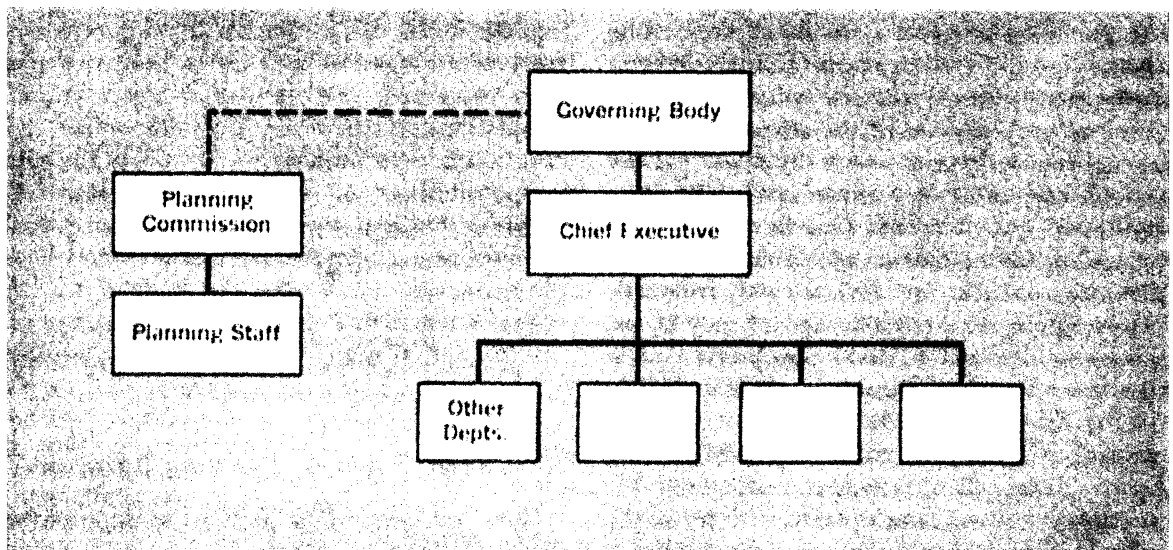 Governing Body
Planning
Commission
Chief Executive
Planning Staff
Other
Depts.